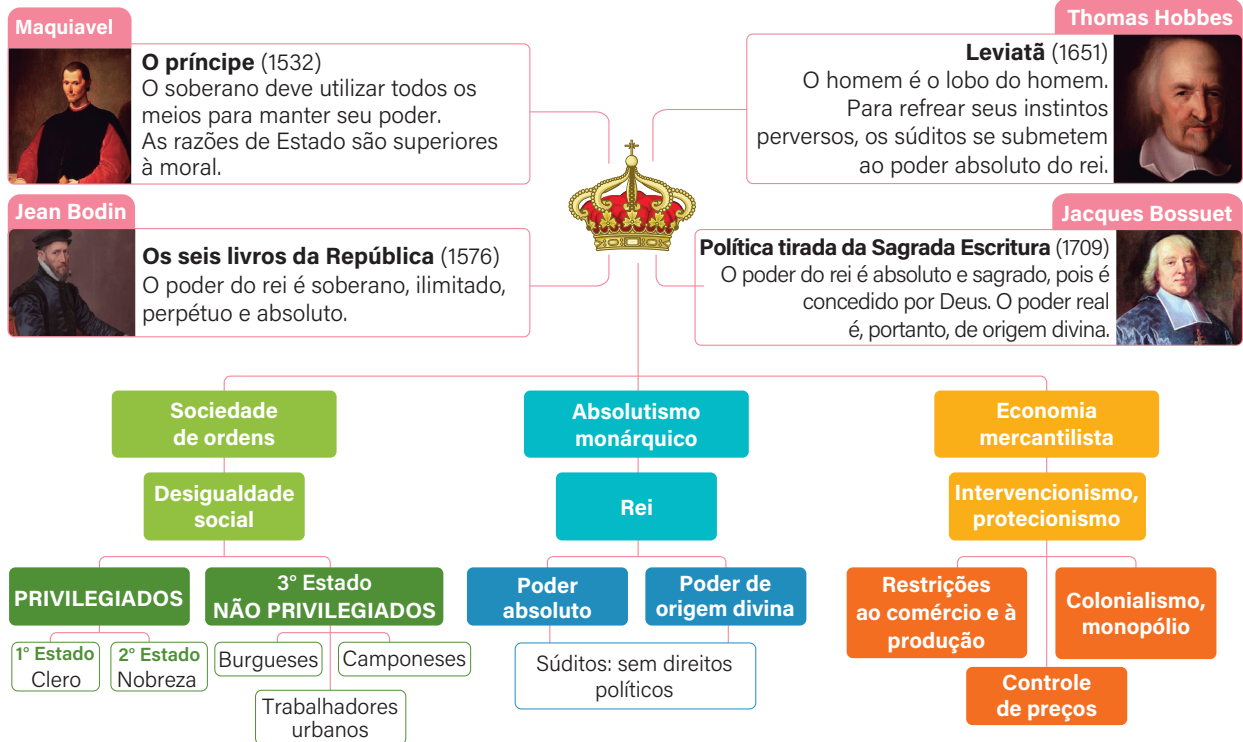 Maquiavel
O príncipe (1532)
O soberano deve utilizar todos os
meios para manter seu poder.
As razões de Estado são superiores
à moral.
Thomas Hobbes
Leviatã (1651)
O homem é o lobo do homem.
Para refrear seus instintos
perversos, os súditos se submetem
ao poder absoluto do rei.
Jean Bodin
Os seis livros da República (1576)
O poder do rei é soberano, ilimitado,
perpétuo e absoluto.
Jacques Bossuet
Política tirada da Sagrada Escritura (1709)
O poder do rei é absoluto e sagrado, pois é
concedido por Deus. O poder real
é, portanto, de origem divina.
Sociedade
de ordens
Desigualdade
social
PRIVILEGIADOS
1° Estado
Clero
2° Estado
Nobreza
3° Estado
NÃO PRIVILEGIADOS
Burgueses
Camponeses
Trabalhadores
urbanos
Absolutismo
monárquico
Rei
Poder
absoluto
Poder de
origem divina
Súditos: sem direitos
políticos
Economia
mercantilista
Intervencionismo,
protecionismo
Restrições
ao comércio e à
produção
Colonialismo,
monopólio
Controle
de preços